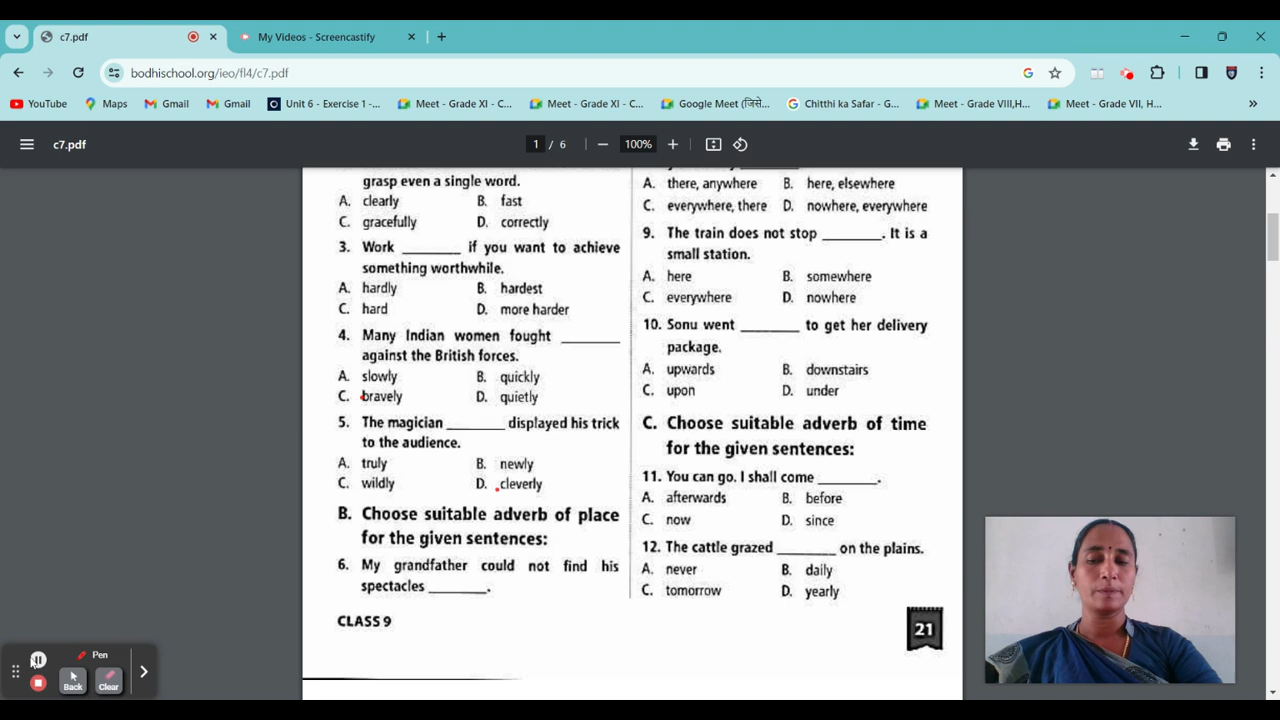 c7.pdf
My Videos - Screencastify
bodhischool.org/ieo/fl4/c7.pdf
YouTube
Maps
Gmail
Gmail
Unit 6 - Exercise 1 -...
Meet - Grade XI - C...
Meet - Grade XI - C...
Google Meet (जिसे...
Chitthi ka Safar - G...
Meet - Grade VIII,H...
Meet - Grade VII, H...
c7.pdf
1 / 6
100%
grasp even a single word.
A. clearly B. fast
C. gracefully D. correctly
3. Work ________ if you want to achieve
something worthwhile.
A. hardly B. hardest
C. hard D. more harder
4. Many Indian women fought ________
against the British forces.
A. slowly B. quickly
C. bravely D. quietly
5. The magician ________ displayed his trick
to the audience.
A. truly B. newly
C. wildly D. cleverly
B. Choose suitable adverb of place
for the given sentences:
6. My grandfather could not find his
spectacles ________.
CLASS 9
A. there, anywhere B. here, elsewhere
C. everywhere, there D. nowhere, everywhere
9. The train does not stop ________. It is a
small station.
A. here B. somewhere
C. everywhere D. nowhere
10. Sonu went ________ to get her delivery
package.
A. upwards B. downstairs
C. upon D. under
C. Choose suitable adverb of time
for the given sentences:
11. You can go. I shall come ________.
A. afterwards B. before
C. now D. since
12. The cattle grazed ________ on the plains.
A. never B. daily
C. tomorrow D. yearly
21
Pen
Back
Clear